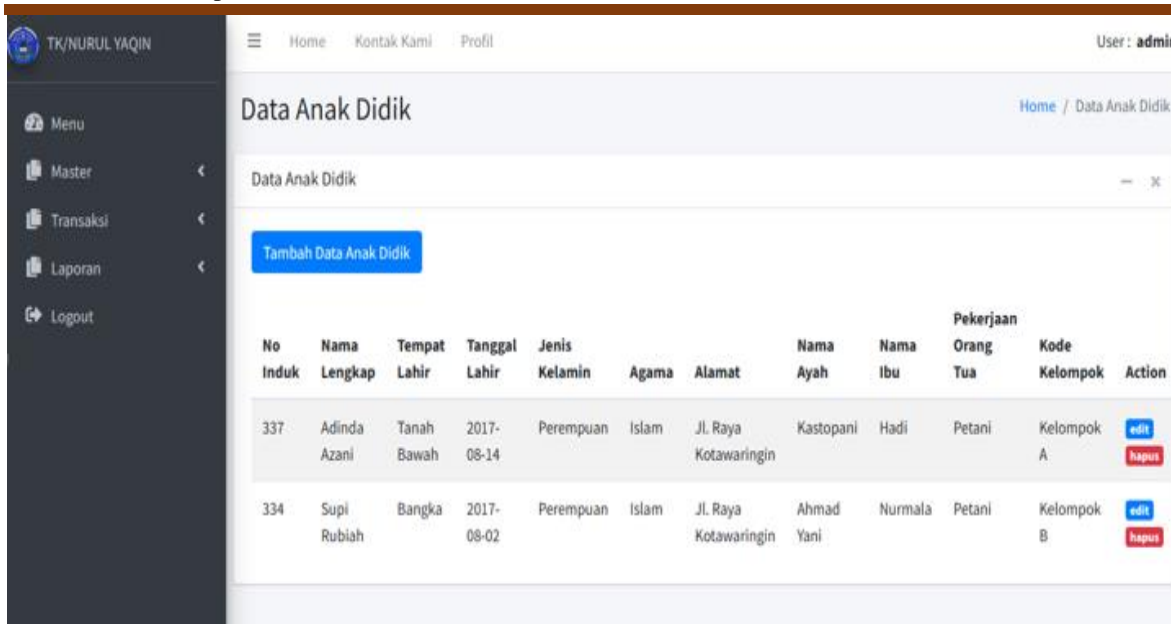 TK/NURUL YAQIN
Home Kontak Kami Profil
User : admin
Menu
Master
Transaksi
Laporan
Logout
Data Anak Didik
Home / Data Anak Didik
Data Anak Didik
Tambah Data Anak Didik
No Induk Nama Lengkap Tempat Lahir Tanggal Lahir Jenis Kelamin Agama Alamat Nama Ayah Nama Ibu Pekerjaan Orang Tua Kode Kelompok Action
337 Adinda Azani Tanah Bawah 2017-08-14 Perempuan Islam Jl. Raya Kotawaringin Kastopani Hadi Petani Kelompok A edit hapus
334 Supi Rubiah Bangka 2017-08-02 Perempuan Islam Jl. Raya Kotawaringin Ahmad Yani Nurmala Petani Kelompok B edit hapus